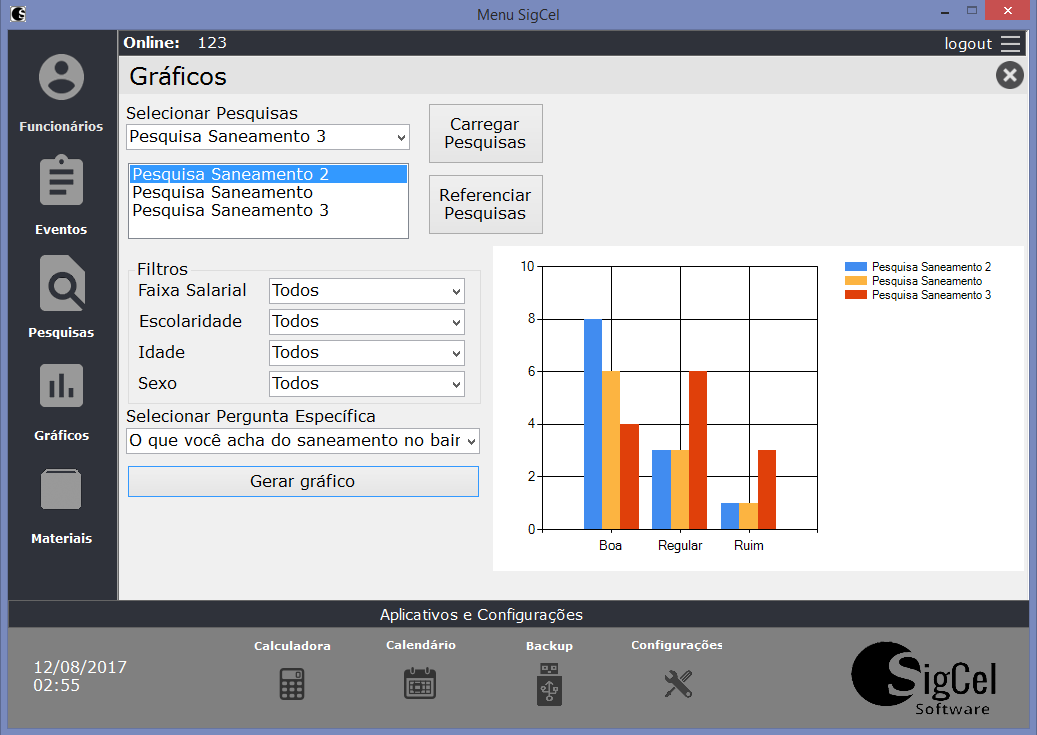 Menu SigCel
Online: 123
logout
Funcionários
Eventos
Pesquisas
Gráficos
Materiais
Gráficos
Selecionar Pesquisas
Pesquisa Saneamento 3
Carregar
Pesquisas
Pesquisa Saneamento 2
Pesquisa Saneamento
Pesquisa Saneamento 3
Referenciar
Pesquisas
Filtros
Faixa Salarial Todos
Escolaridade Todos
Idade Todos
Sexo Todos
Selecionar Pergunta Específica
O que você acha do saneamento no bair
Gerar gráfico
10
8
6
4
2
0
Boa Regular Ruim
Pesquisa Saneamento 2
Pesquisa Saneamento
Pesquisa Saneamento 3
Aplicativos e Configurações
12/08/2017
02:55
Calculadora
Calendário
Backup
Configurações
SigCel
Software